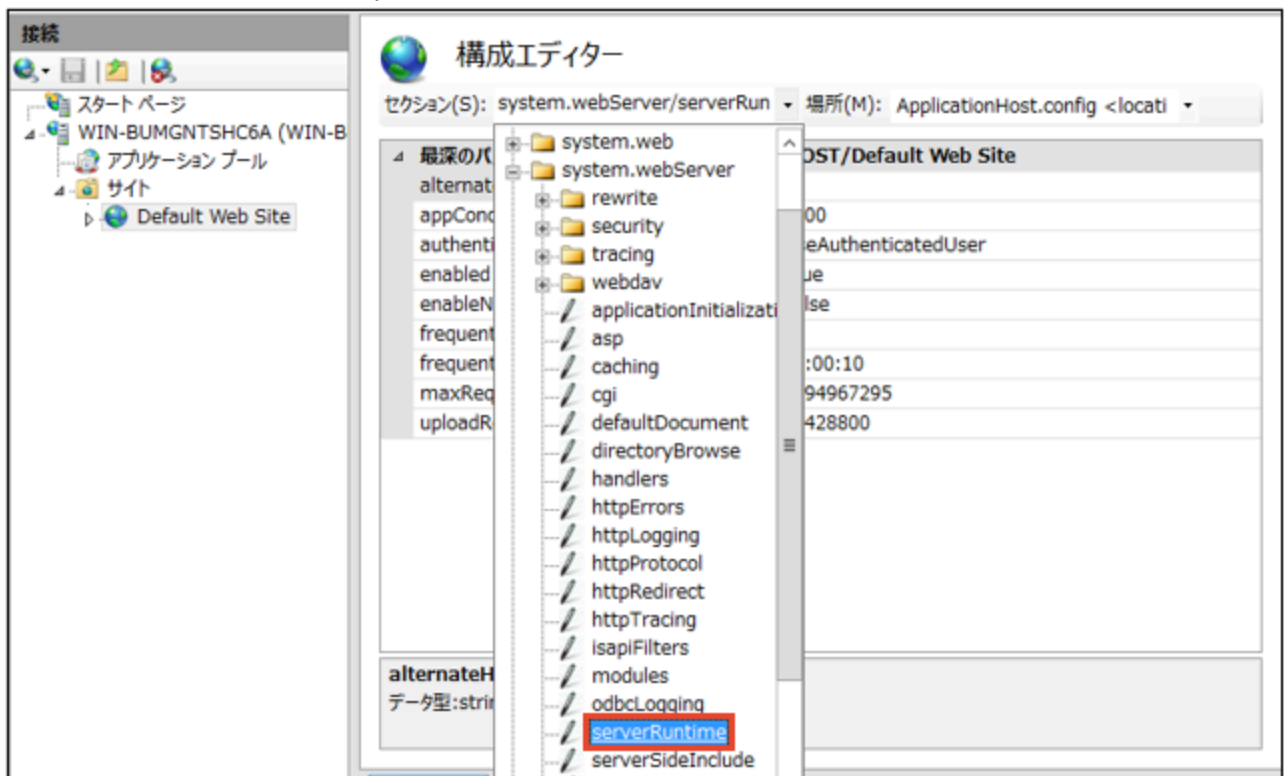 接続
スタート ページ
WIN-BUMGNTSHC6A (WIN-B
アプリケーション プール
サイト
Default Web Site
構成エディター
セクション(S): system.webServer/serverRun 場所(M): ApplicationHost.config <locati
最深のパ OST/Default Web Site
alternat
appConc 00
authenti eAuthenticatedUser
enabled ue
enableN lse
frequent
frequent :00:10
maxReq 94967295
uploadR 428800
system.web
system.webServer
rewrite
security
tracing
webdav
applicationInitializati
asp
caching
cgi
defaultDocument
directoryBrowse
handlers
httpErrors
httpLogging
httpProtocol
httpRedirect
httpTracing
isapiFilters
modules
odbcLogging
serverRuntime
serverSideInclude
alternateH
データ型:strin